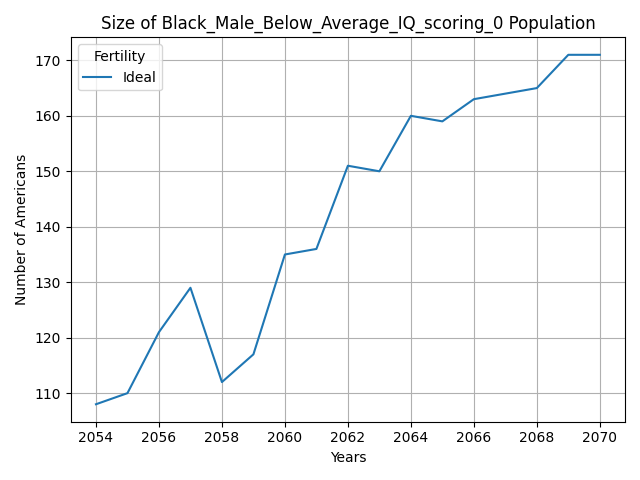 Size of Black_Male_Below_Average_IQ_scoring_0 Population
Fertility
Ideal
Number of Americans
170
160
150
140
130
120
110
2054 2056 2058 2060 2062 2064 2066 2068 2070
Years